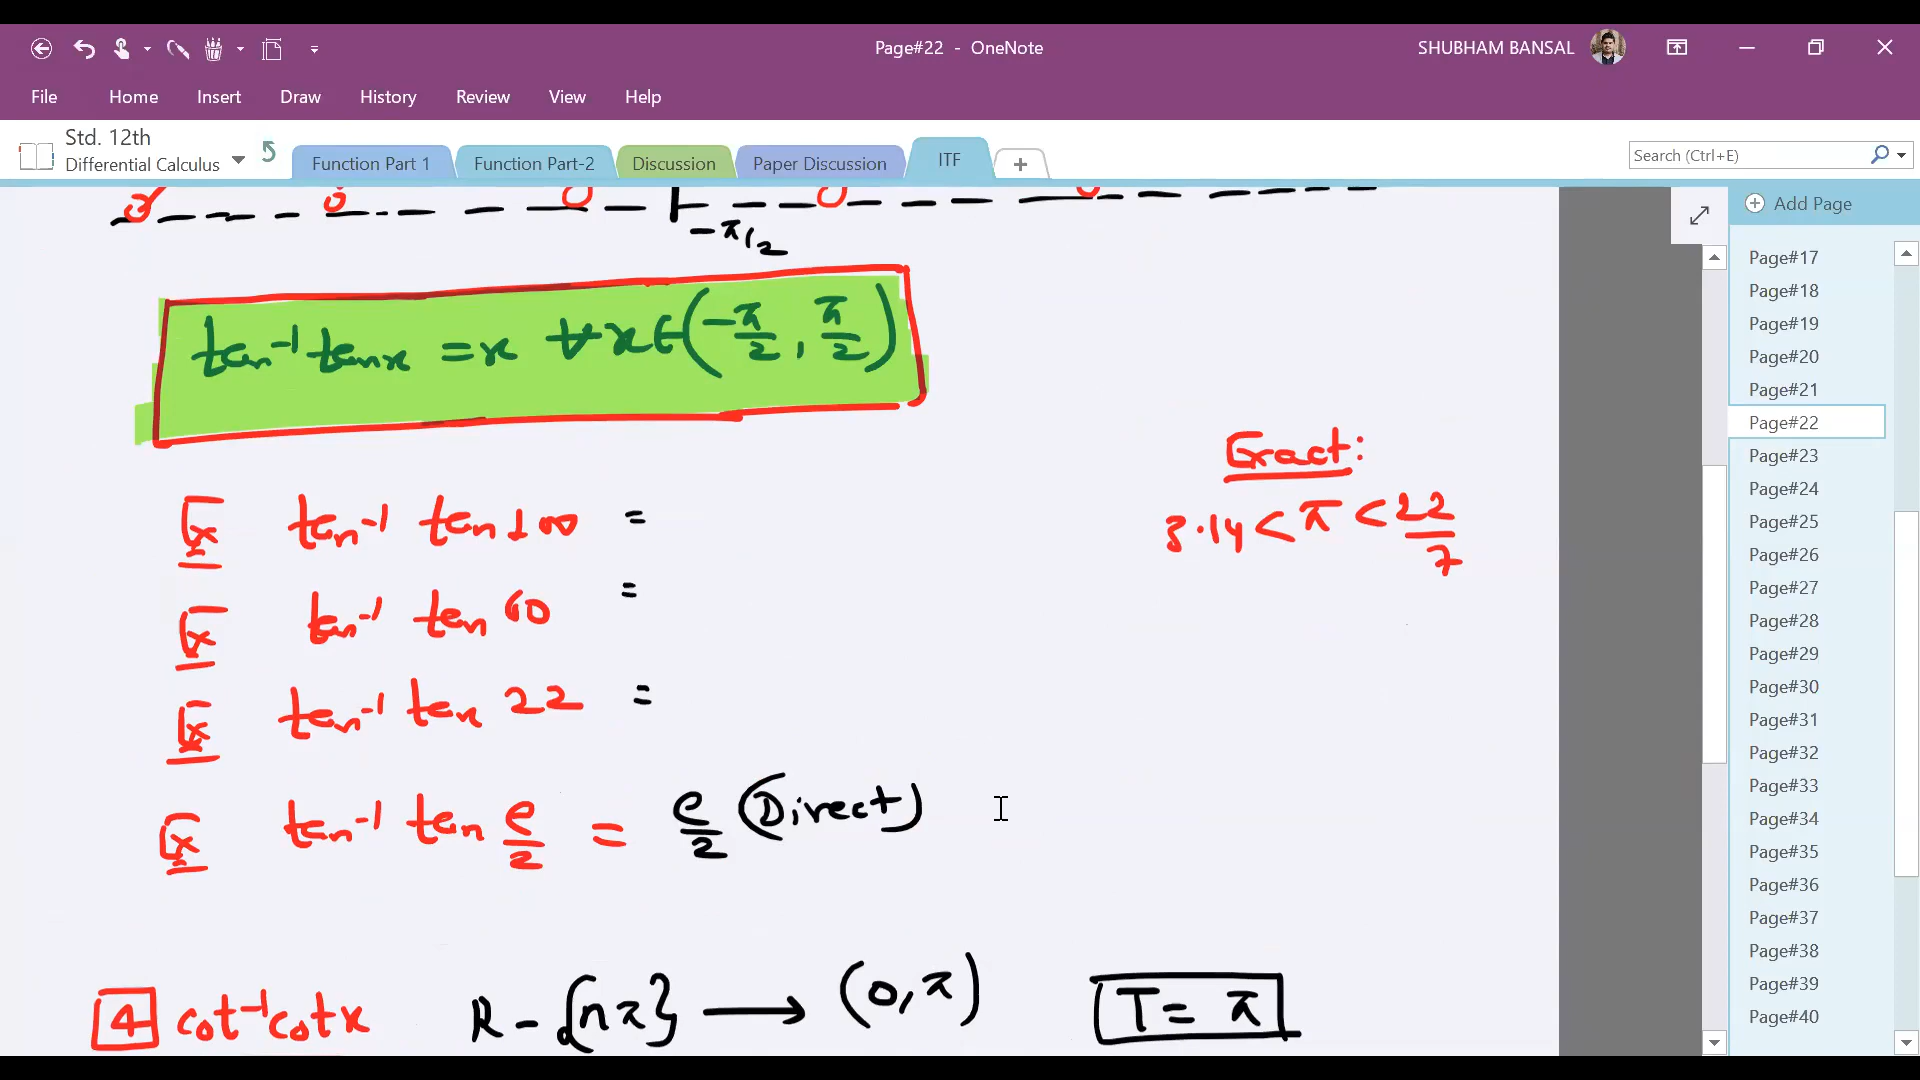 Page#22 - OneNote
SHUBHAM BANSAL
File Home Insert Draw History Review View Help
Std. 12th
Differential Calculus
Function Part 1 Function Part-2 Discussion Paper Discussion ITF
Search (Ctrl+E)
Add Page
Page#17
Page#18
Page#19
Page#20
Page#21
Page#22
Page#23
Page#24
Page#25
Page#26
Page#27
Page#28
Page#29
Page#30
Page#31
Page#32
Page#33
Page#34
Page#35
Page#36
Page#37
Page#38
Page#39
Page#40
-π/2
tan⁻¹ tanx = x ∀ x ∈ (-π/2, π/2)
Exact:
3.14 < π < 22/7
Ex tan⁻¹ tan 100 =
Ex tan⁻¹ tan 60 =
Ex tan⁻¹ tan 22 =
Ex tan⁻¹ tan e/2 = e/2 (Direct)
4 cot⁻¹cotx R - {nπ} → (0, π) T = π